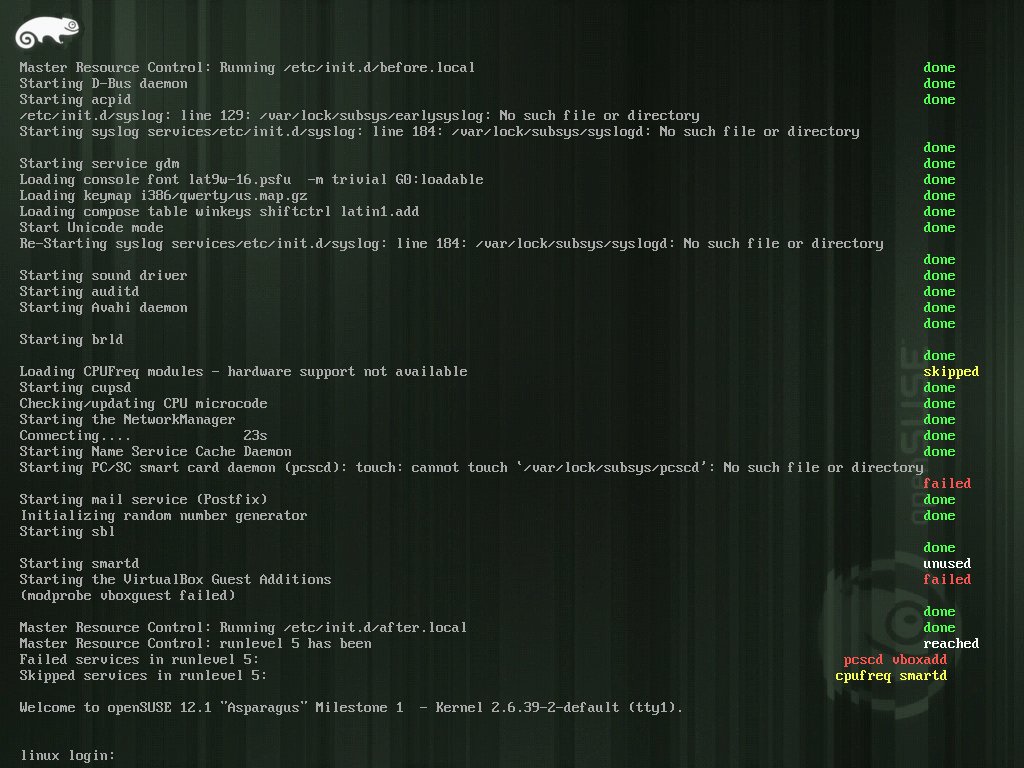 Master Resource Control: Running /etc/init.d/before.local done
Starting D-Bus daemon done
Starting acpid done
/etc/init.d/syslog: line 129: /var/lock/subsys/earlysyslog: No such file or directory
Starting syslog services/etc/init.d/syslog: line 184: /var/lock/subsys/syslogd: No such file or directory
done
Starting service gdm done
Loading console font lat9w-16.psfu  -m trivial G0:loadable done
Loading keymap i386/qwerty/us.map.gz done
Loading compose table winkeys shiftctrl latin1.add done
Start Unicode mode done
Re-Starting syslog services/etc/init.d/syslog: line 184: /var/lock/subsys/syslogd: No such file or directory
done
Starting sound driver done
Starting auditd done
Starting Avahi daemon done
done
Starting brld
done
Loading CPUFreq modules - hardware support not available skipped
Starting cupsd done
Checking/updating CPU microcode done
Starting the NetworkManager done
Connecting.... 23s done
Starting Name Service Cache Daemon done
Starting PC/SC smart card daemon (pcscd): touch: cannot touch `/var/lock/subsys/pcscd': No such file or directory
failed
Starting mail service (Postfix) done
Initializing random number generator done
Starting sbl
done
Starting smartd unused
Starting the VirtualBox Guest Additions failed
(modprobe vboxguest failed)
done
Master Resource Control: Running /etc/init.d/after.local done
Master Resource Control: runlevel 5 has been reached
Failed services in runlevel 5: pcscd vboxadd
Skipped services in runlevel 5: cpufreq smartd
Welcome to openSUSE 12.1 "Asparagus" Milestone 1  - Kernel 2.6.39-2-default (tty1).
linux login:
openSUSE